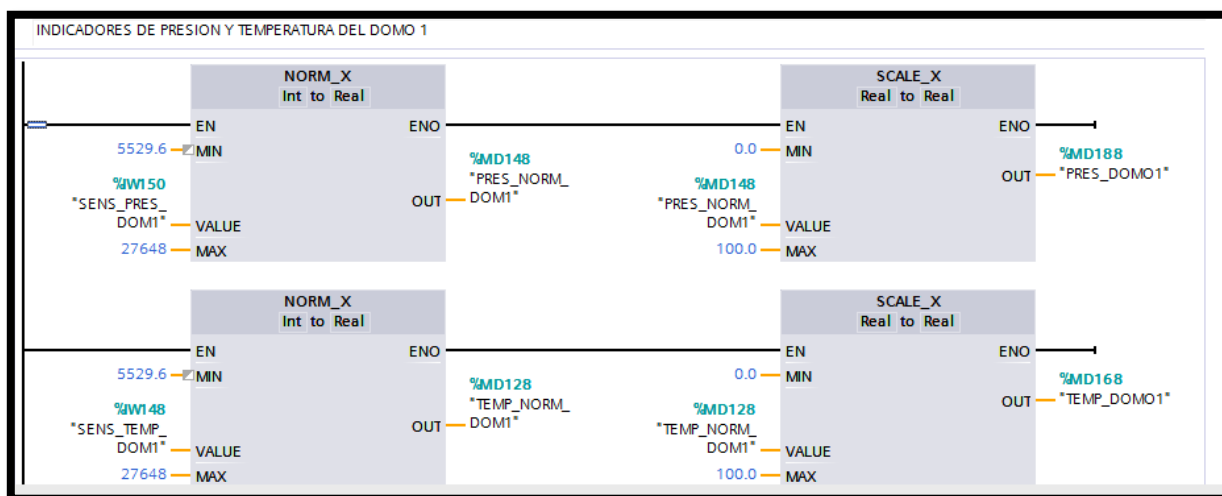 INDICADORES DE PRESION Y TEMPERATURA DEL DOMO 1
NORM_X
Int to Real
EN
ENO
5529.6
MIN
%IW150
"SENS_PRES_
DOM1"
VALUE
27648
MAX
OUT
%MD148
"PRES_NORM_
DOM1"
SCALE_X
Real to Real
EN
ENO
0.0
MIN
%MD148
"PRES_NORM_
DOM1"
VALUE
100.0
MAX
OUT
%MD188
"PRES_DOMO1"
NORM_X
Int to Real
EN
ENO
5529.6
MIN
%IW148
"SENS_TEMP_
DOM1"
VALUE
27648
MAX
OUT
%MD128
"TEMP_NORM_
DOM1"
SCALE_X
Real to Real
EN
ENO
0.0
MIN
%MD128
"TEMP_NORM_
DOM1"
VALUE
100.0
MAX
OUT
%MD168
"TEMP_DOMO1"